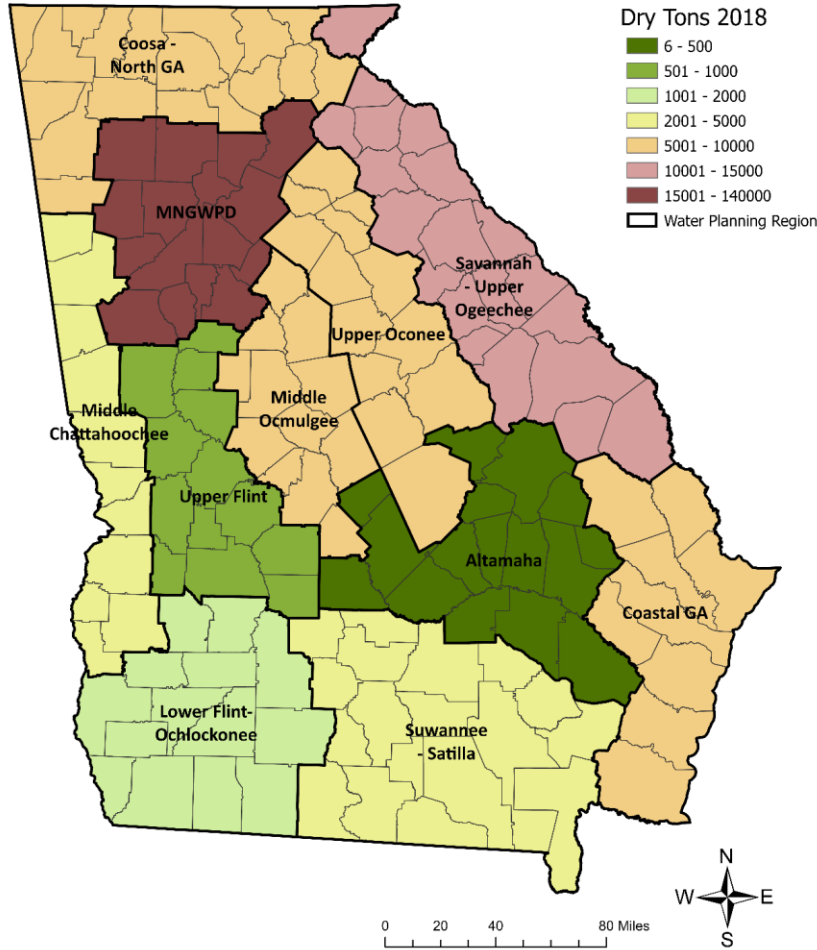 Dry Tons 2018
6 - 500
501 - 1000
1001 - 2000
2001 - 5000
5001 - 10000
10001 - 15000
15001 - 140000
Water Planning Region
Coosa -
North GA
MNGWPD
Savannah
- Upper
Ogeechee
Upper Oconee
Middle
Ocmulgee
Middle
Chattahoochee
Upper Flint
Altamaha
Coastal GA
Lower Flint-
Ochlockonee
Suwannee
- Satilla
N
W E
S
0 20 40 80 Miles